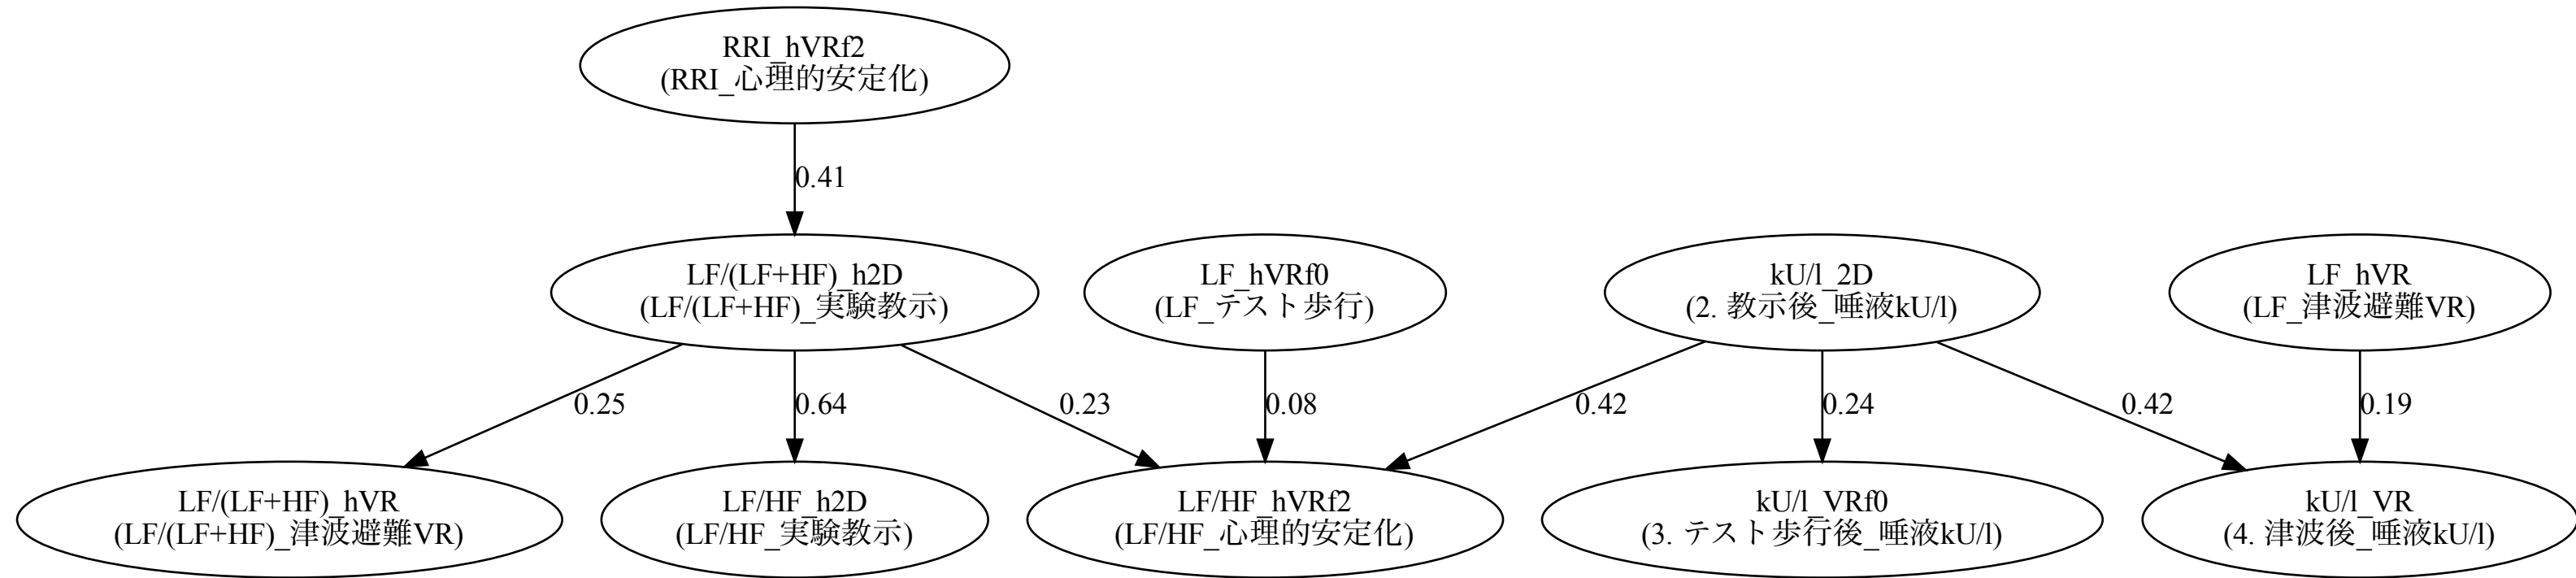 RRI_hVRf2
(RRI_心理的安定化)
0.41
LF/(LF+HF)_h2D
(LF/(LF+HF)_実験教示)
LF_hVRf0
(LF_テスト歩行)
kU/l_2D
(2. 教示後_唾液kU/l)
LF_hVR
(LF_津波避難VR)
0.25
0.64
0.23
0.08
0.42
0.24
0.42
0.19
LF/(LF+HF)_hVR
(LF/(LF+HF)_津波避難VR)
LF/HF_h2D
(LF/HF_実験教示)
LF/HF_hVRf2
(LF/HF_心理的安定化)
kU/l_VRf0
(3. テスト歩行後_唾液kU/l)
kU/l_VR
(4. 津波後_唾液kU/l)